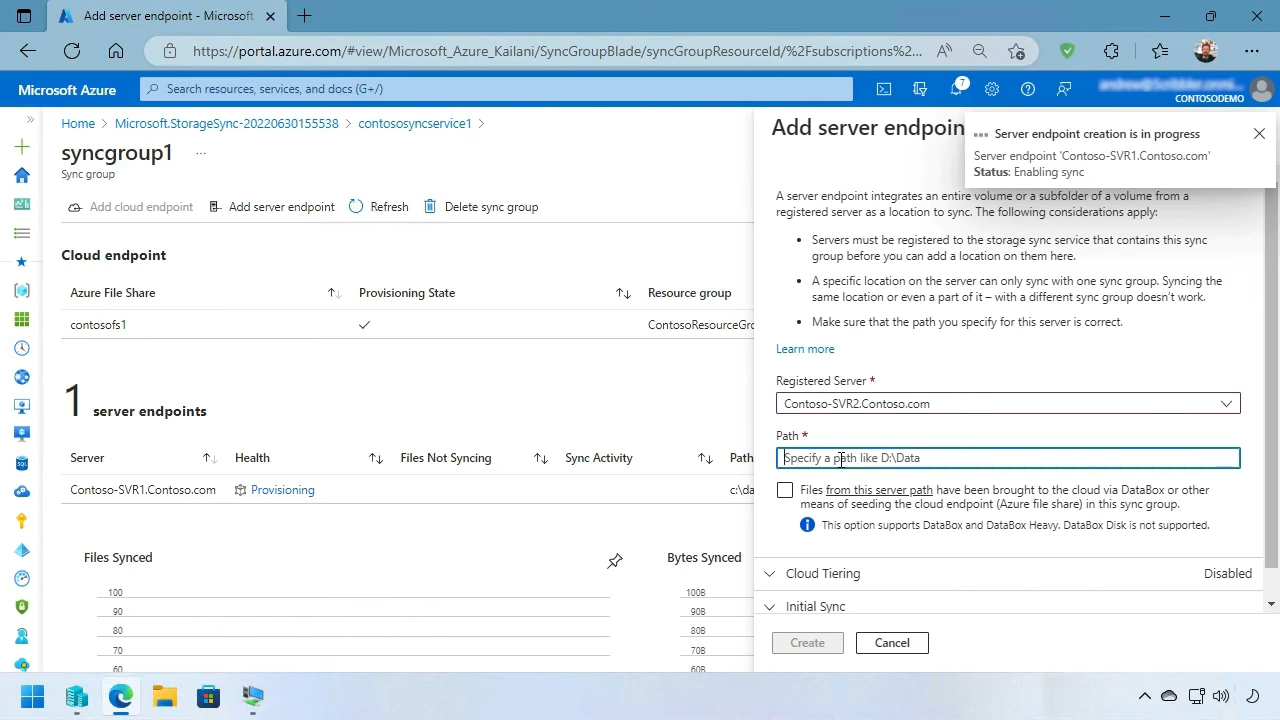 Add server endpoint - Microsoft
https://portal.azure.com/#view/Microsoft_Azure_Kailani/SyncGroupBlade/syncGroupResourceId/%2Fsubscriptions%2...
Microsoft Azure
Search resources, services, and docs (G+/)
7
CONTOSODEMO
Home > Microsoft.StorageSync-20220630155538 > contososyncservice1 >
syncgroup1 ...
Sync group
Add cloud endpoint
Add server endpoint
Refresh
Delete sync group
Cloud endpoint
Azure File Share
Provisioning State
Resource group
contosofs1
ContosoResourceGro
1 server endpoints
Server
Health
Files Not Syncing
Sync Activity
Path
Contoso-SVR1.Contoso.com
Provisioning
c:\da
Files Synced
100
90
80
70
60
Bytes Synced
100B
90B
80B
70B
60B
Add server endpoin
Server endpoint creation is in progress
Server endpoint 'Contoso-SVR1.Contoso.com'
Status: Enabling sync
A server endpoint integrates an entire volume or a subfolder of a volume from a
registered server as a location to sync. The following considerations apply:
• Servers must be registered to the storage sync service that contains this sync
group before you can add a location on them here.
• A specific location on the server can only sync with one sync group. Syncing the
same location or even a part of it – with a different sync group doesn't work.
• Make sure that the path you specify for this server is correct.
Learn more
Registered Server *
Contoso-SVR2.Contoso.com
Path *
Specify a path like D:\Data
Files from this server path have been brought to the cloud via DataBox or other
means of seeding the cloud endpoint (Azure file share) in this sync group.
This option supports DataBox and DataBox Heavy. DataBox Disk is not supported.
Cloud Tiering
Disabled
Initial Sync
Create
Cancel